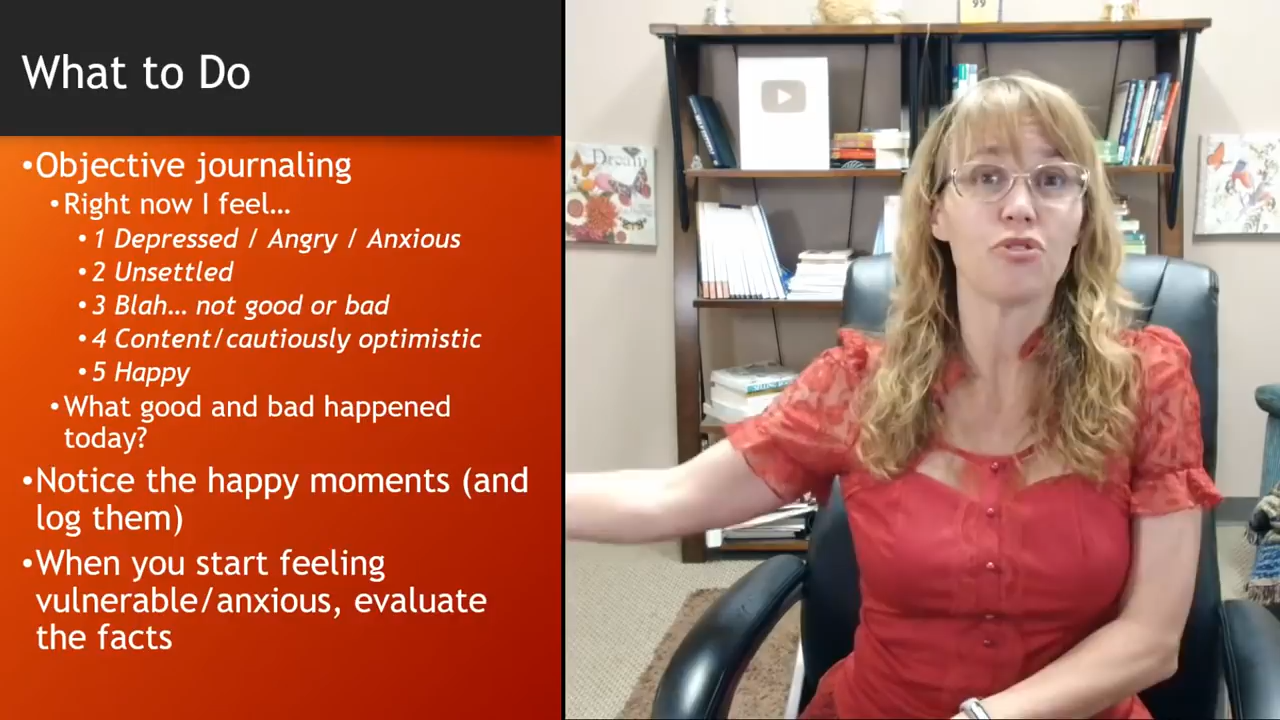 What to Do
•Objective journaling
•Right now I feel…
•1 Depressed / Angry / Anxious
•2 Unsettled
•3 Blah… not good or bad
•4 Content/cautiously optimistic
•5 Happy
•What good and bad happened
today?
•Notice the happy moments (and
log them)
•When you start feeling
vulnerable/anxious, evaluate
the facts
Dream